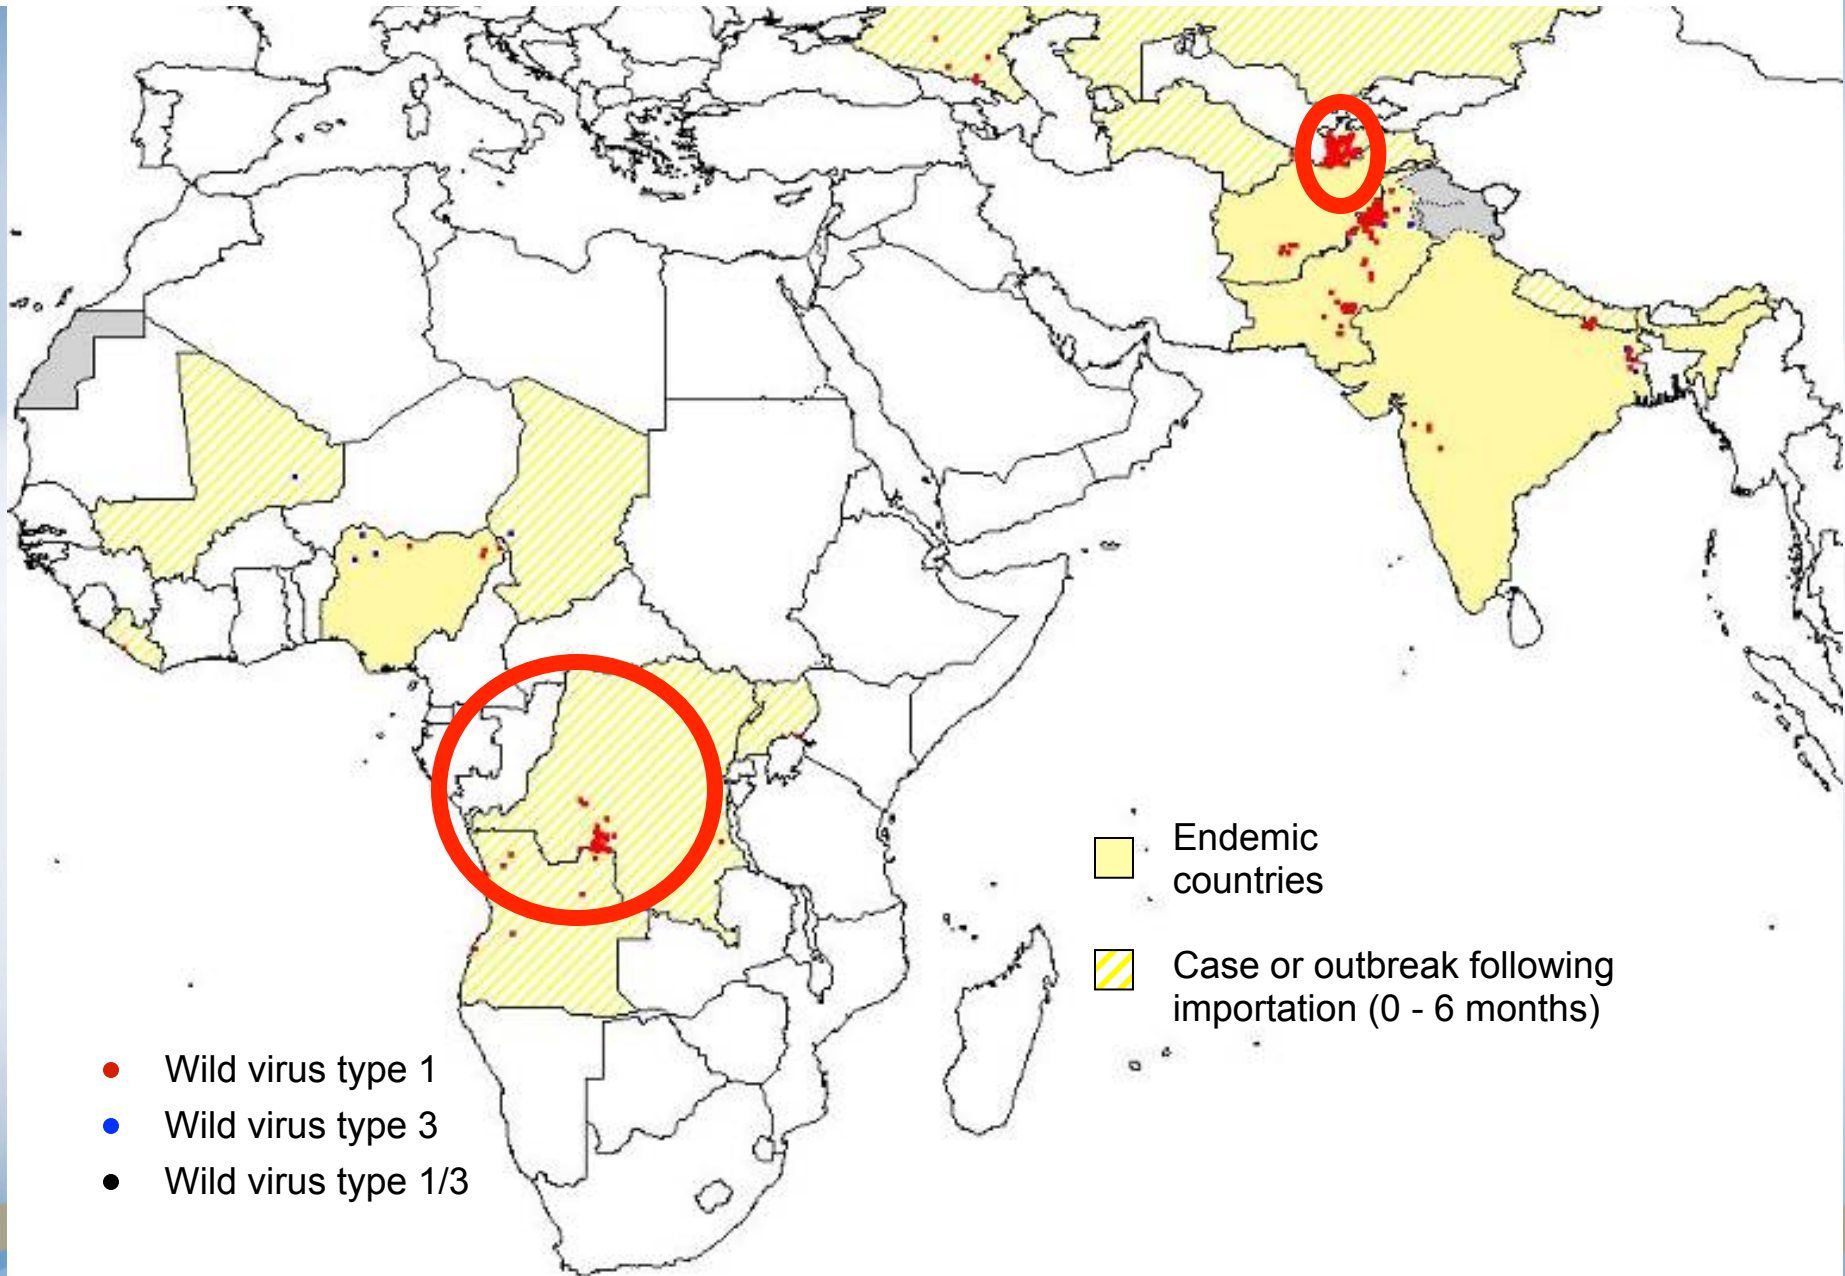 Endemic
countries
Case or outbreak following
importation (0 - 6 months)
Wild virus type 1
Wild virus type 3
Wild virus type 1/3